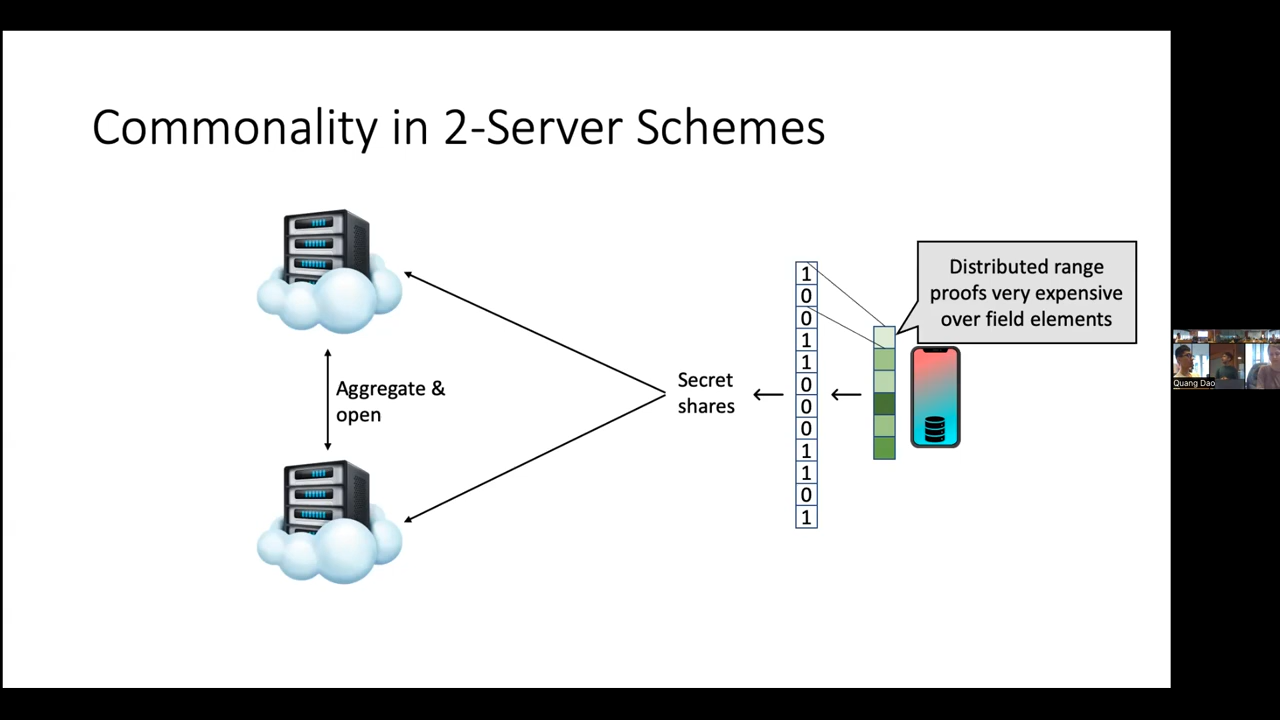 Commonality in 2-Server Schemes
Distributed range
proofs very expensive
over field elements
1
0
0
1
1
0
0
0
1
1
0
1
Secret
shares
Aggregate &
open
Quang Dao